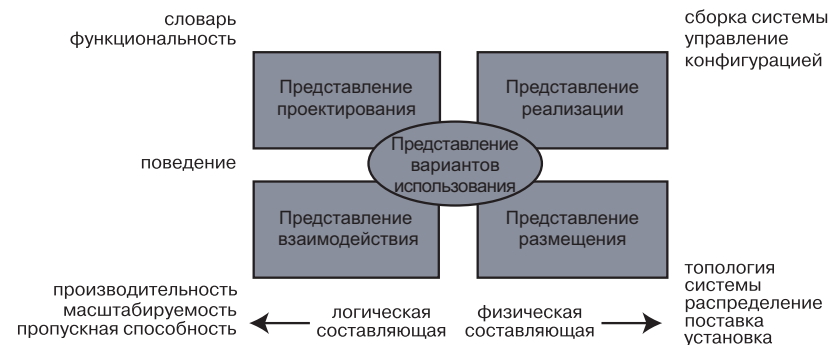 словарь
функциональность
сборка системы
управление
конфигурацией
Представление
проектирования
Представление
реализации
поведение
Представление
вариантов
использования
Представление
взаимодействия
Представление
размещения
производительность
масштабируемость
пропускная способность
логическая
составляющая
физическая
составляющая
топология
системы
распределение
поставка
установка